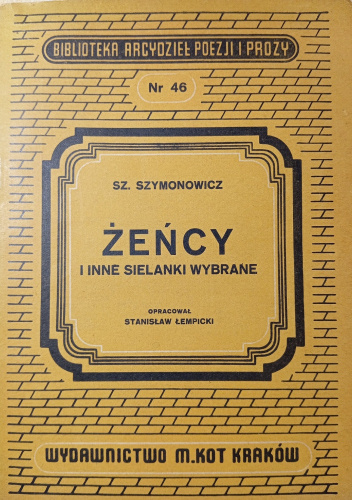 BIBLIOTEKA ARCYDZIEŁ POEZJI I PROZY
Nr 46
SZ. SZYMONOWICZ
ŻEŃCY
I INNE SIELANKI WYBRANE
OPRACOWAŁ
STANISŁAW ŁEMPICKI
WYDAWNICTWO M.KOT KRAKÓW